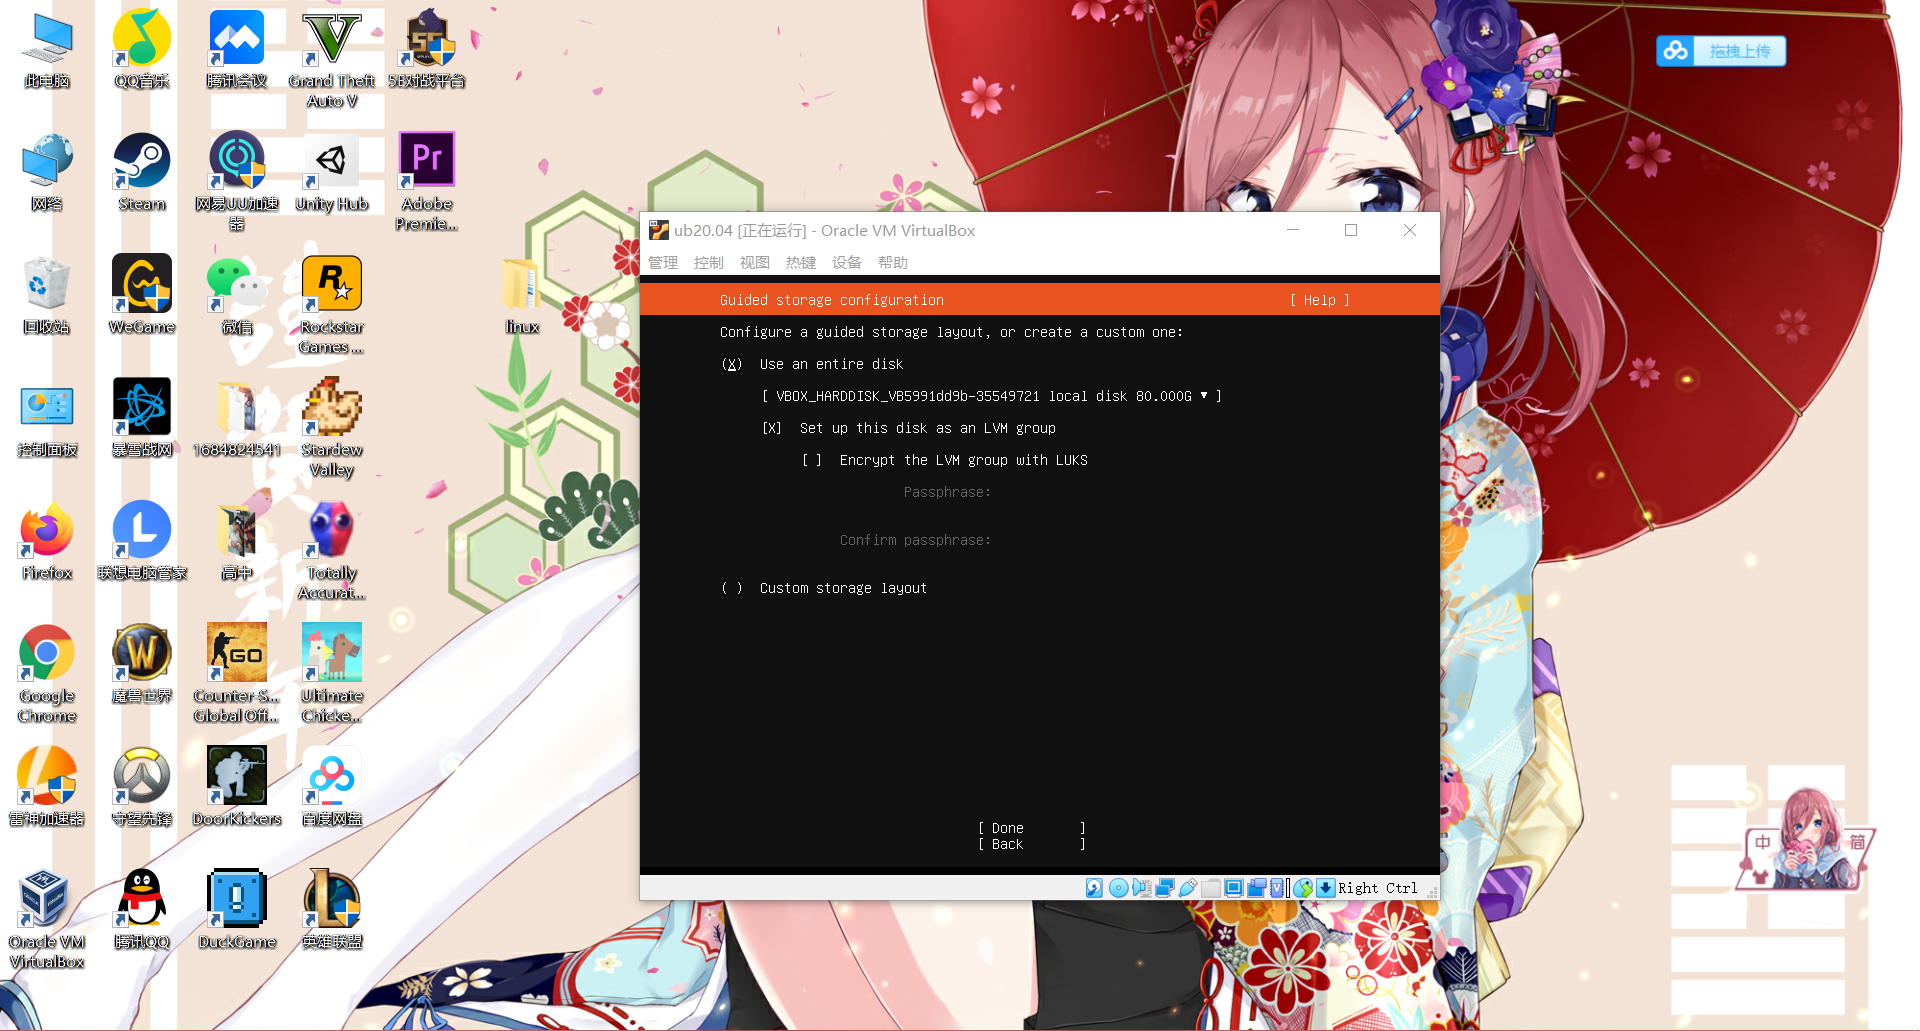 此电脑
QQ音乐
腾讯会议
Grand Theft
Auto V
5E对战平台
拖拽上传
网络
Steam
网易UU加速
器
Unity Hub
Pr
Adobe
Premie...
回收站
WeGame
微信
Rockstar
Games ...
linux
控制面板
暴雪战网
1684824541
Stardew
Valley
Firefox
联想电脑管家
高中
Totally
Accurat...
Google
Chrome
魔兽世界
GO
Counter-S...
Global Off...
Ultimate
Chicke...
雷神加速器
守望先锋
DoorKickers
百度网盘
Oracle VM
VirtualBox
腾讯QQ
DuckGame
英雄联盟
ub20.04 [正在运行] - Oracle VM VirtualBox
管理 控制 视图 热键 设备 帮助
Guided storage configuration [ Help ]
Configure a guided storage layout, or create a custom one:
(X) Use an entire disk
[ VBOX_HARDDISK_VB5991dd9b-35549721 local disk 80.000G ▾ ]
[X] Set up this disk as an LVM group
[ ] Encrypt the LVM group with LUKS
Passphrase:
Confirm passphrase:
( ) Custom storage layout
[ Done ]
[ Back ]
Right Ctrl
中 简